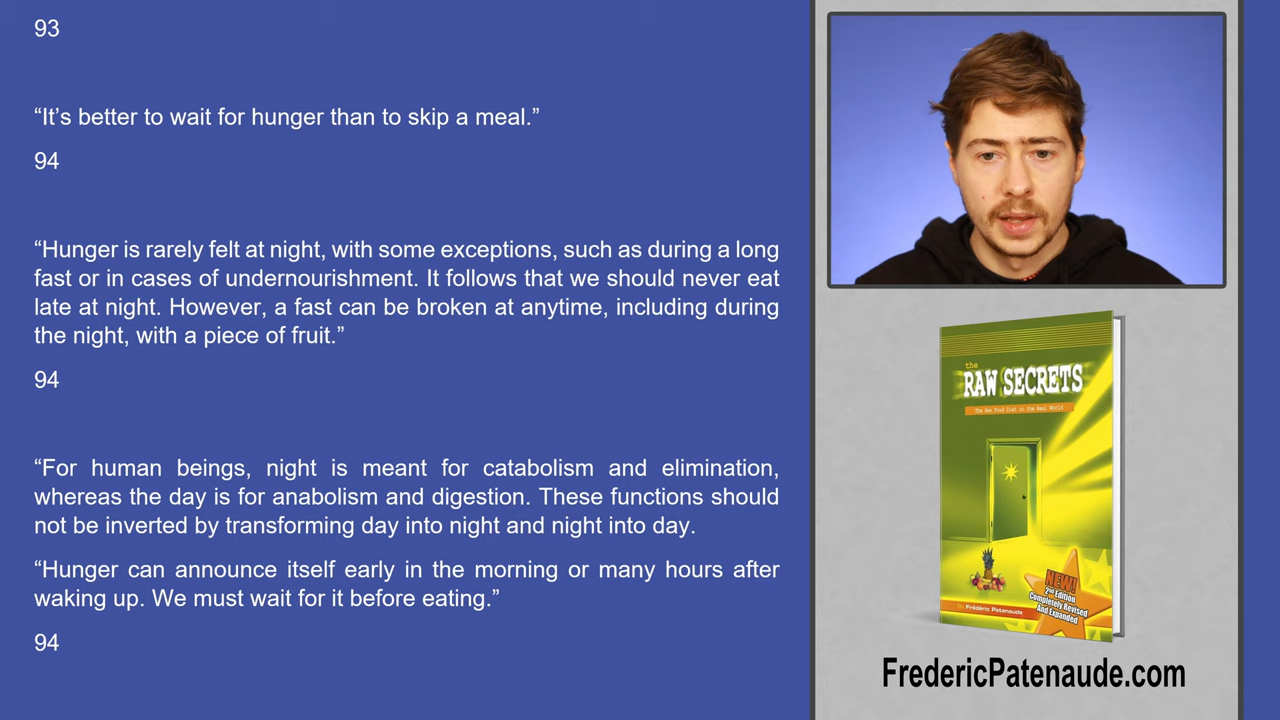 93
“It’s better to wait for hunger than to skip a meal.”
94
“Hunger is rarely felt at night, with some exceptions, such as during a long
fast or in cases of undernourishment. It follows that we should never eat
late at night. However, a fast can be broken at anytime, including during
the night, with a piece of fruit.”
94
“For human beings, night is meant for catabolism and elimination,
whereas the day is for anabolism and digestion. These functions should
not be inverted by transforming day into night and night into day.
“Hunger can announce itself early in the morning or many hours after
waking up. We must wait for it before eating.”
94
the
RAW SECRETS
The Raw Food Diet in the Real World
NEW!
2nd Edition
Completely Revised
And Expanded
By Frédéric Patenaude
FredericPatenaude.com